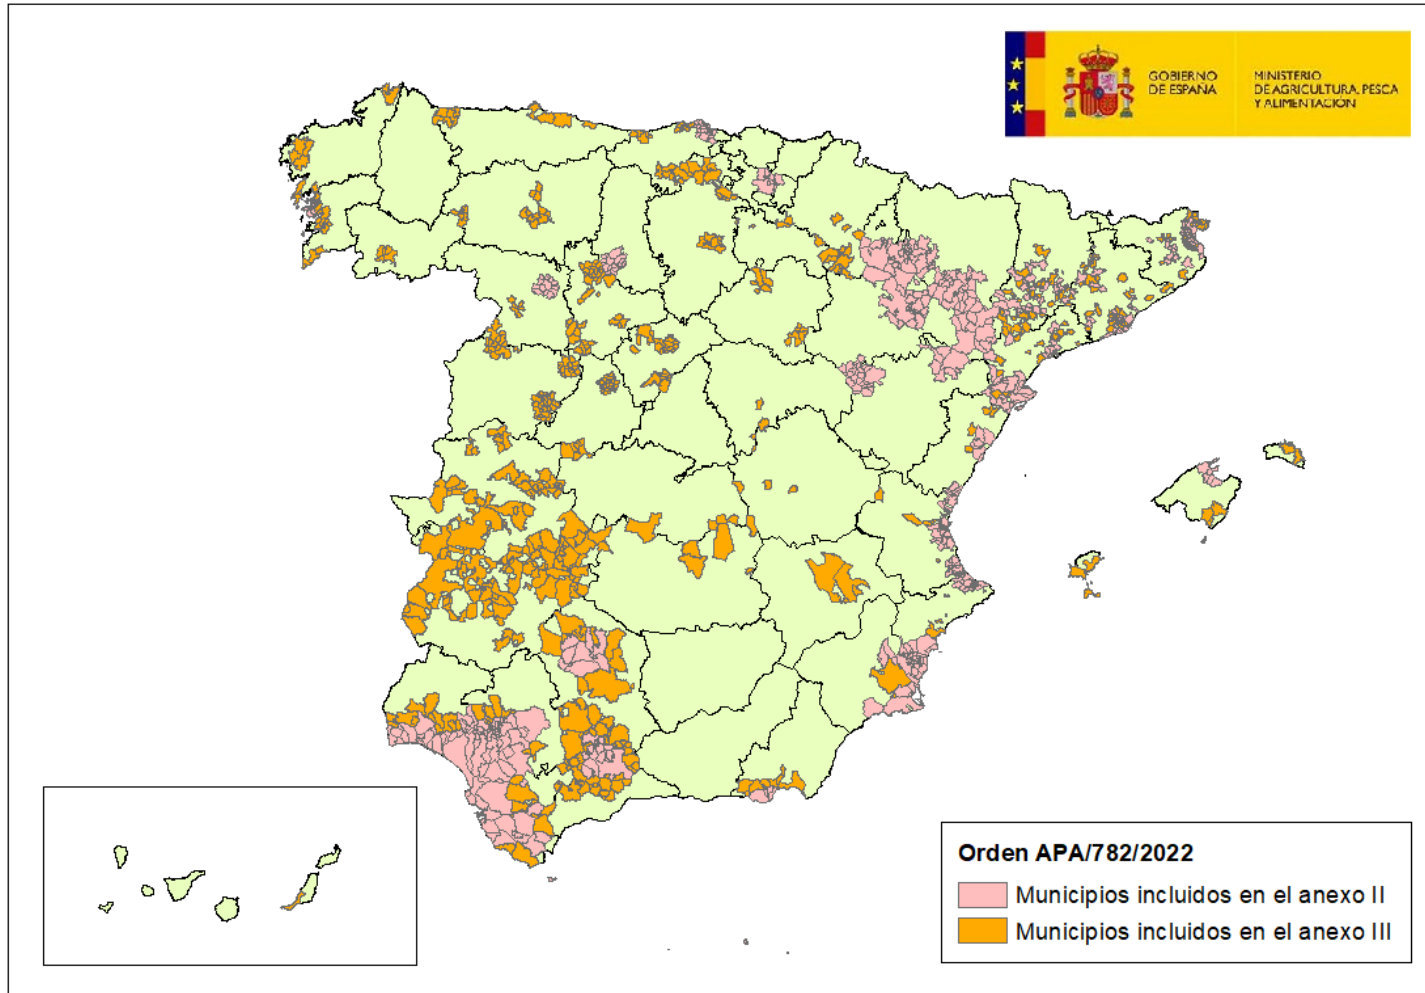 GOBIERNO
DE ESPAÑA
MINISTERIO
DE AGRICULTURA, PESCA
Y ALIMENTACIÓN
Orden APA/782/2022
Municipios incluidos en el anexo II
Municipios incluidos en el anexo III